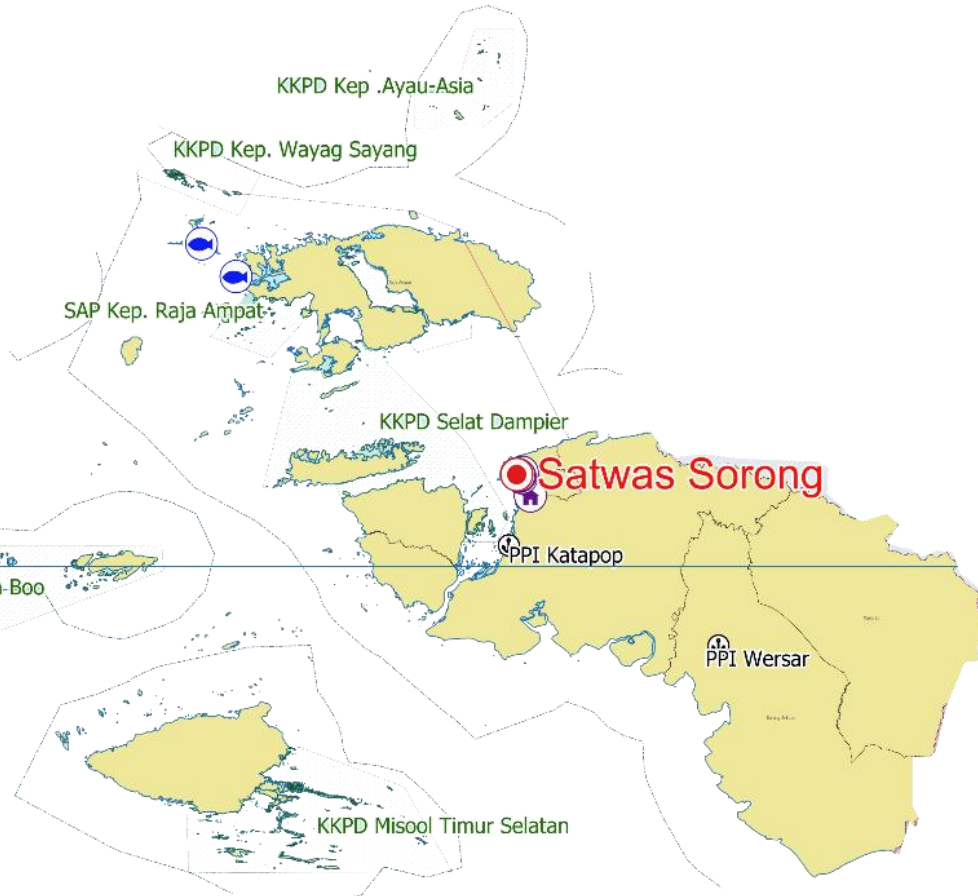 KKPD Kep .Ayau-Asia
KKPD Kep. Wayag Sayang
SAP Kep. Raja Ampat
KKPD Selat Dampier
Satwas Sorong
PPI Katapop
-Boo
PPI Wersar
KKPD Misool Timur Selatan